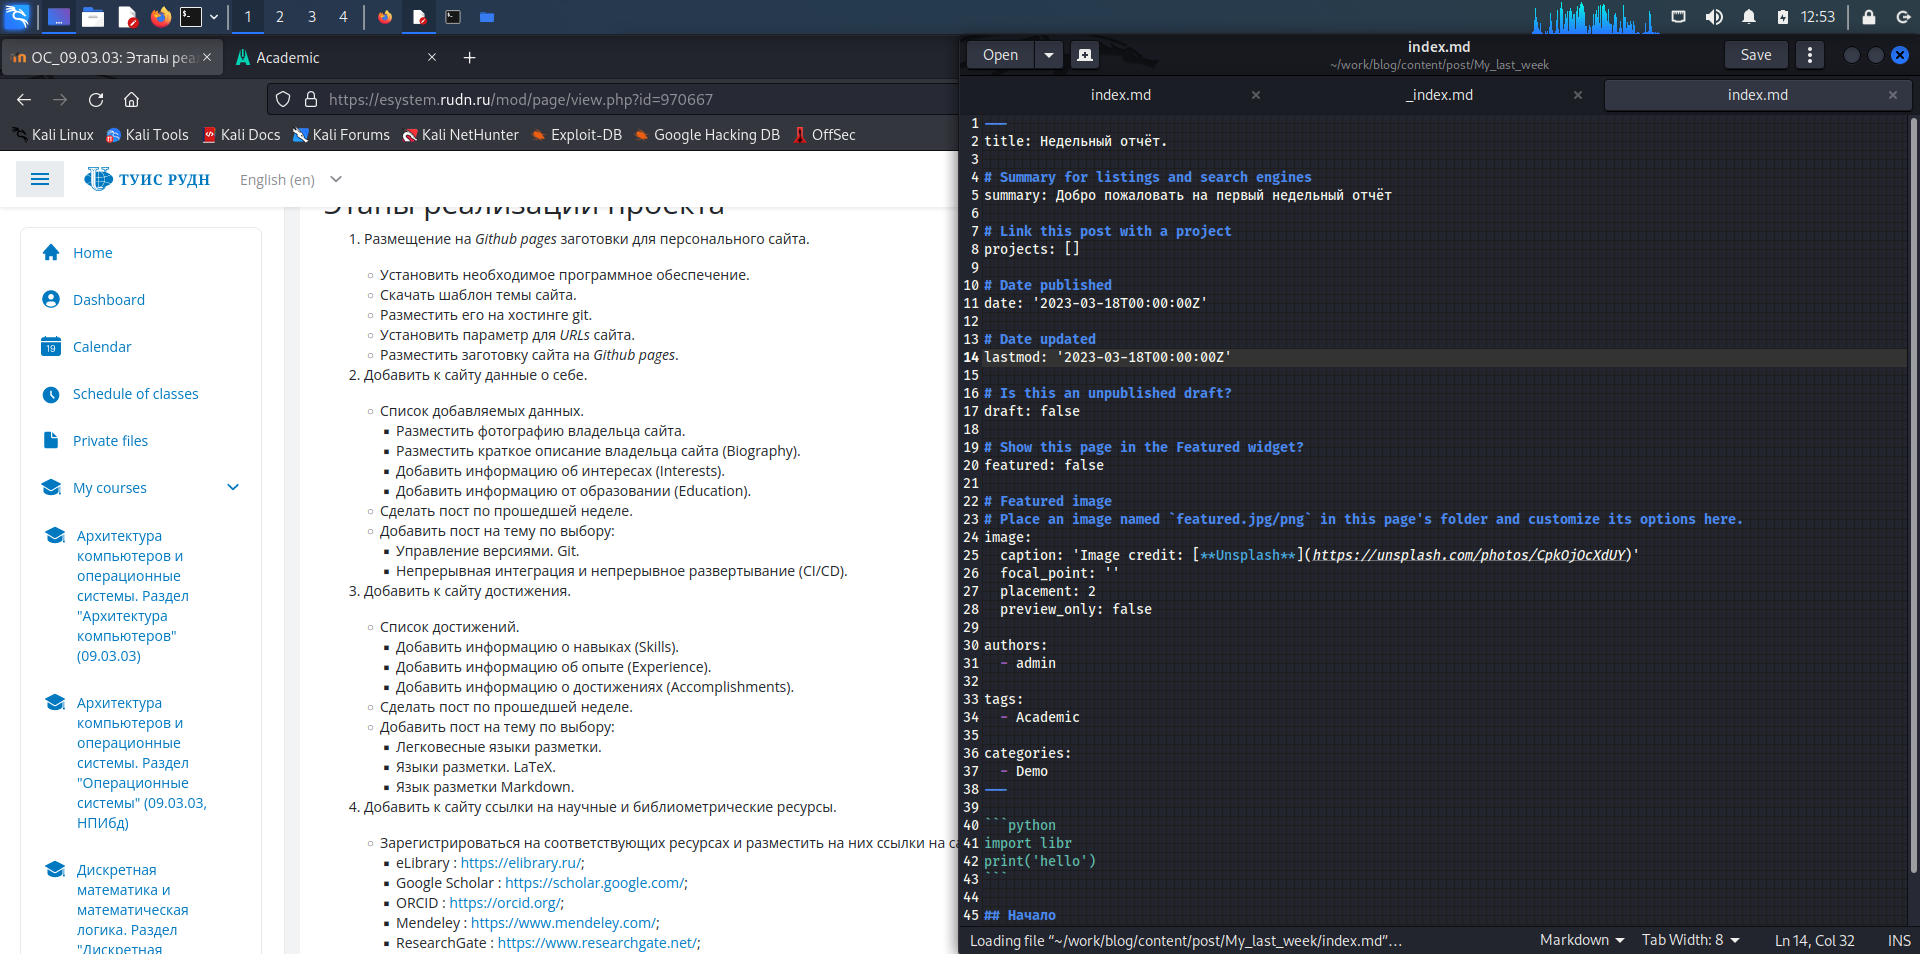 1
2
3
4
12:53
ОС_09.03.03: Этапы реа
Academic
https://esystem.rudn.ru/mod/page/view.php?id=970667
Kali Linux
Kali Tools
Kali Docs
Kali Forums
Kali NetHunter
Exploit-DB
Google Hacking DB
OffSec
ТУИС РУДН
English (en)
Home
Dashboard
19
Calendar
Schedule of classes
Private files
My courses
Архитектура
компьютеров и
операционные
системы. Раздел
"Архитектура
компьютеров"
(09.03.03)
Архитектура
компьютеров и
операционные
системы. Раздел
"Операционные
системы" (09.03.03,
НПИбд)
Дискретная
математика и
математическая
логика. Раздел
"Дискретная
Этапы реализации проекта
1. Размещение на Github pages заготовки для персонального сайта.
Установить необходимое программное обеспечение.
Скачать шаблон темы сайта.
Разместить его на хостинге git.
Установить параметр для URLs сайта.
Разместить заготовку сайта на Github pages.
2. Добавить к сайту данные о себе.
Список добавляемых данных.
Разместить фотографию владельца сайта.
Разместить краткое описание владельца сайта (Biography).
Добавить информацию об интересах (Interests).
Добавить информацию от образовании (Education).
Сделать пост по прошедшей неделе.
Добавить пост на тему по выбору:
Управление версиями. Git.
Непрерывная интеграция и непрерывное развертывание (CI/CD).
3. Добавить к сайту достижения.
Список достижений.
Добавить информацию о навыках (Skills).
Добавить информацию об опыте (Experience).
Добавить информацию о достижениях (Accomplishments).
Сделать пост по прошедшей неделе.
Добавить пост на тему по выбору:
Легковесные языки разметки.
Языки разметки. LaTeX.
Язык разметки Markdown.
4. Добавить к сайту ссылки на научные и библиометрические ресурсы.
Зарегистрироваться на соответствующих ресурсах и разместить на них ссылки на са
eLibrary : https://elibrary.ru/;
Google Scholar : https://scholar.google.com/;
ORCID : https://orcid.org/;
Mendeley : https://www.mendeley.com/;
ResearchGate : https://www.researchgate.net/;
Open
index.md
~/work/blog/content/post/My_last_week
Save
index.md
_index.md
index.md
1 ---
2 title: Недельный отчёт.
3
4 # Summary for listings and search engines
5 summary: Добро пожаловать на первый недельный отчёт
6
7 # Link this post with a project
8 projects: []
9
10 # Date published
11 date: '2023-03-18T00:00:00Z'
12
13 # Date updated
14 lastmod: '2023-03-18T00:00:00Z'
15
16 # Is this an unpublished draft?
17 draft: false
18
19 # Show this page in the Featured widget?
20 featured: false
21
22 # Featured image
23 # Place an image named `featured.jpg/png` in this page's folder and customize its options here.
24 image:
25 caption: 'Image credit: [**Unsplash**](https://unsplash.com/photos/CpkOjOcXdUY)'
26 focal_point: ''
27 placement: 2
28 preview_only: false
29
30 authors:
31 - admin
32
33 tags:
34 - Academic
35
36 categories:
37 - Demo
38 ---
39
40 ```python
41 import libr
42 print('hello')
43 ```
44
45 ## Начало
Loading file “~/work/blog/content/post/My_last_week/index.md”…
Markdown
Tab Width: 8
Ln 14, Col 32
INS